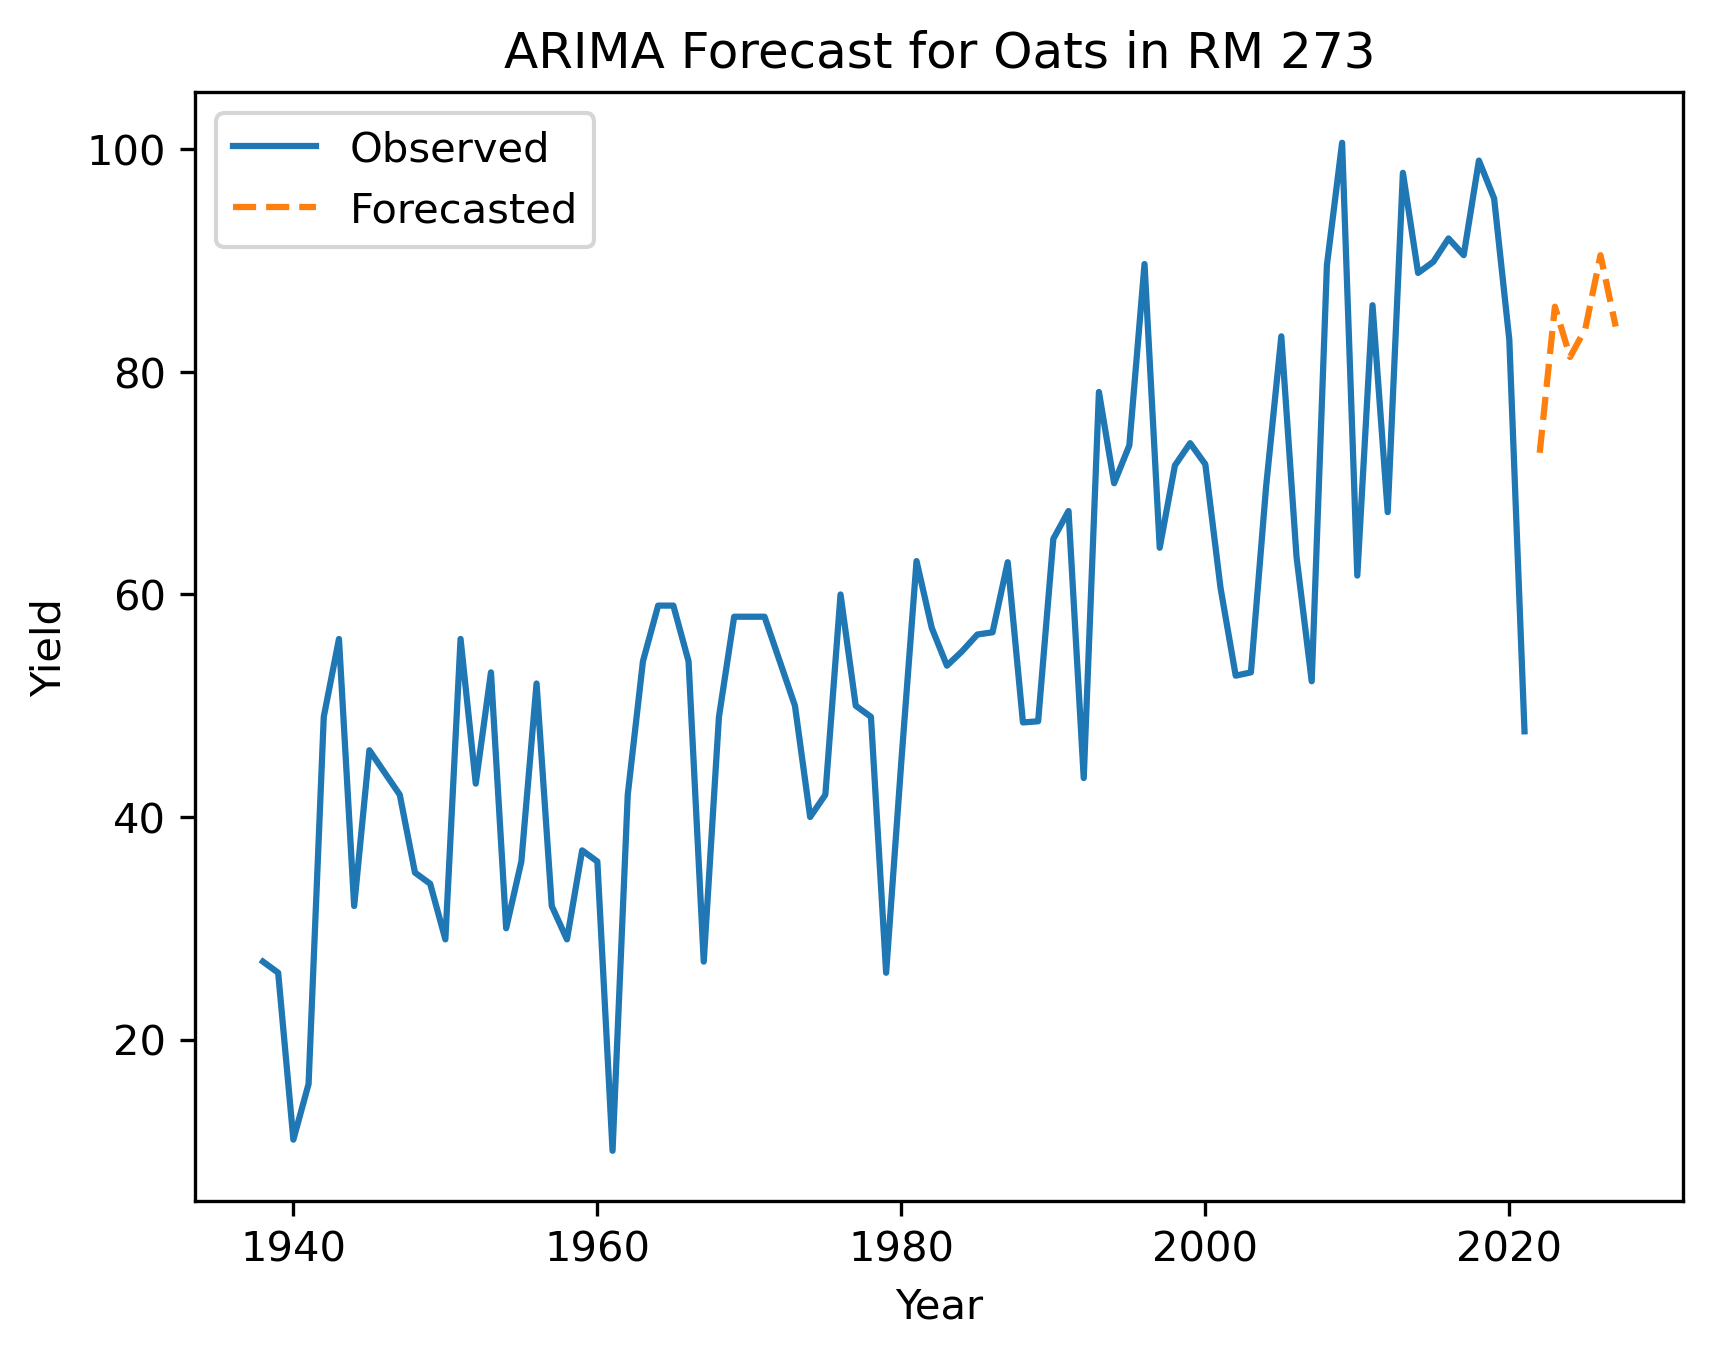 ARIMA Forecast for Oats in RM 273
Observed
Forecasted
100
80
60
40
20
Yield
1940 1960 1980 2000 2020
Year